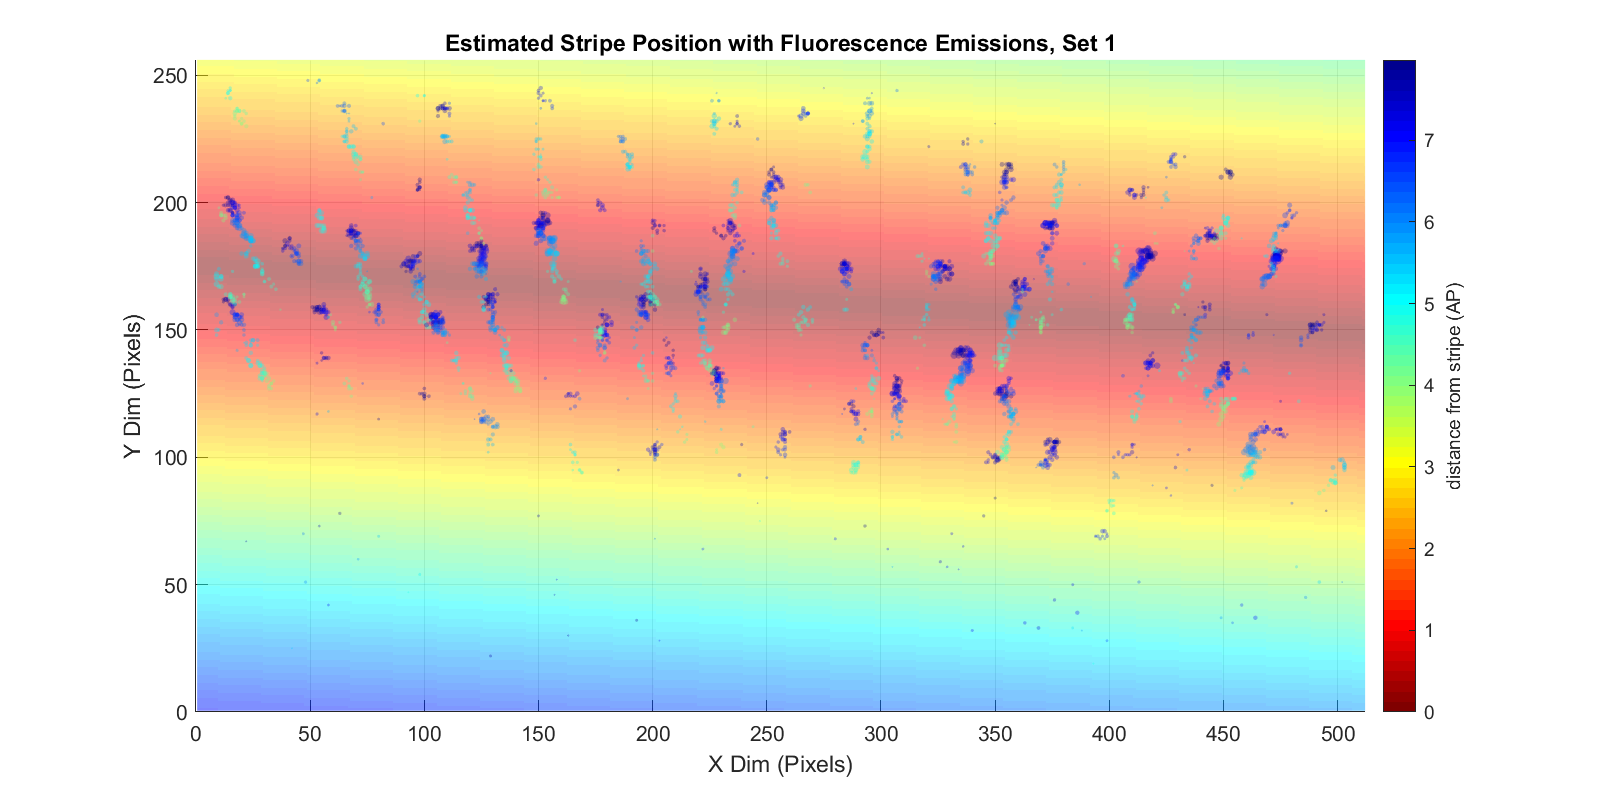 Estimated Stripe Position with Fluorescence Emissions, Set 1
250
200
150
100
50
0
Y Dim (Pixels)
0 50 100 150 200 250 300 350 400 450 500
X Dim (Pixels)
7
6
5
4
3
2
1
0
distance from stripe (AP)